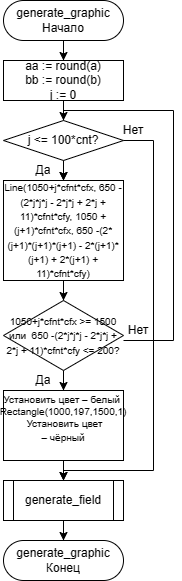 generate_graphic
Начало
aa := round(a)
bb := round(b)
j := 0
j <= 100*cnt?
Нет
Да
Line(1050+j*cfnt*cfx, 650 -
(2*j*j*j - 2*j*j + 2*j +
11)*cfnt*cfy, 1050 +
(j+1)*cfnt*cfx, 650 -(2*
(j+1)*(j+1)*(j+1) - 2*(j+1)*
(j+1) + 2*(j+1) +
11)*cfnt*cfy)
1050+j*cfnt*cfx >= 1500
или 650 -(2*j*j*j - 2*j*j +
2*j + 11)*cfnt*cfy <= 200?
Нет
Да
Установить цвет – белый
Rectangle(1000,197,1500,1)
Установить цвет
– чёрный
generate_field
generate_graphic
Конец